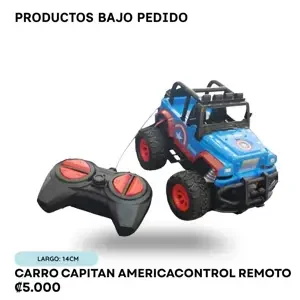 PRODUCTOS BAJO PEDIDO
LARGO: 14CM
CARRO CAPITAN AMERICACONTROL REMOTO
₡5.000